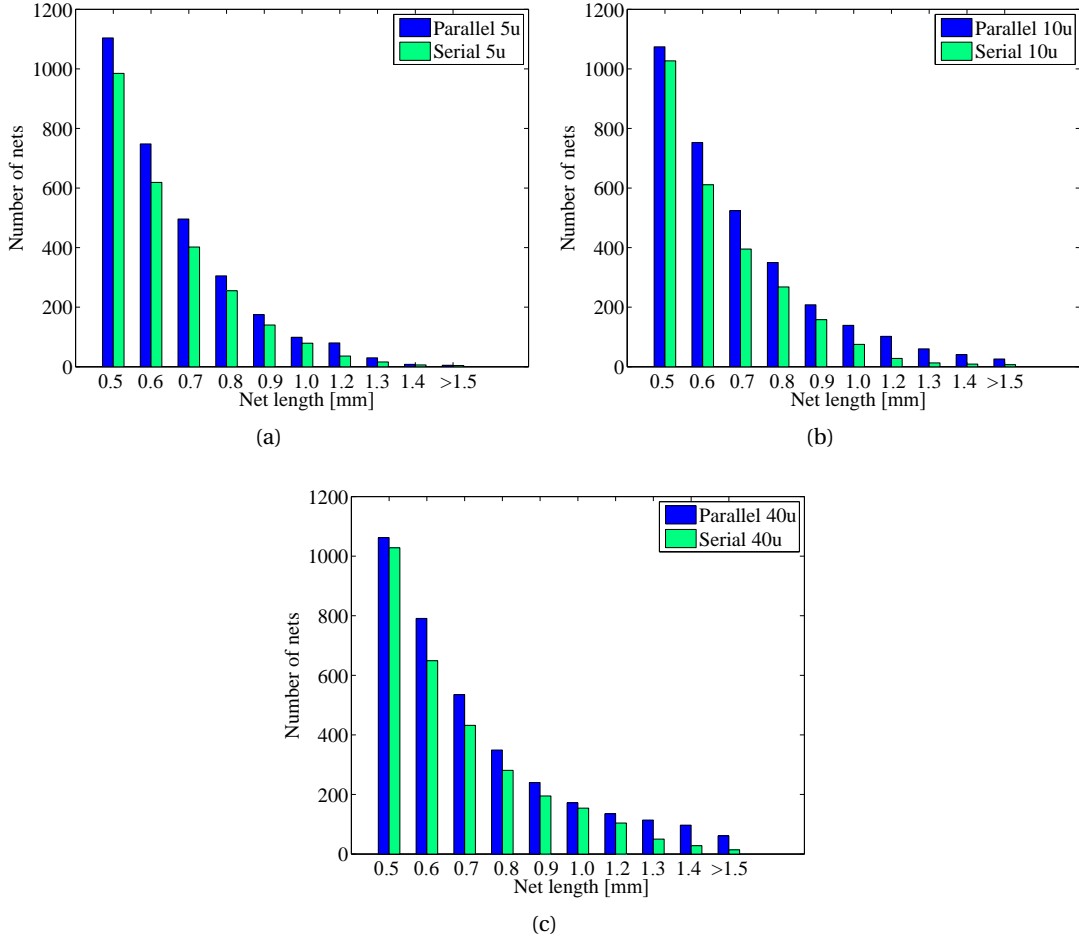 1200
1000
800
600
400
200
0
Number of nets
Parallel 5u
Serial 5u
0.5 0.6 0.7 0.8 0.9 1.0 1.2 1.3 1.4 >1.5
Net length [mm]
(a)
1200
1000
800
600
400
200
0
Number of nets
Parallel 10u
Serial 10u
0.5 0.6 0.7 0.8 0.9 1.0 1.2 1.3 1.4 >1.5
Net length [mm]
(b)
1200
1000
800
600
400
200
0
Number of nets
Parallel 40u
Serial 40u
0.5 0.6 0.7 0.8 0.9 1.0 1.2 1.3 1.4 >1.5
Net length [mm]
(c)